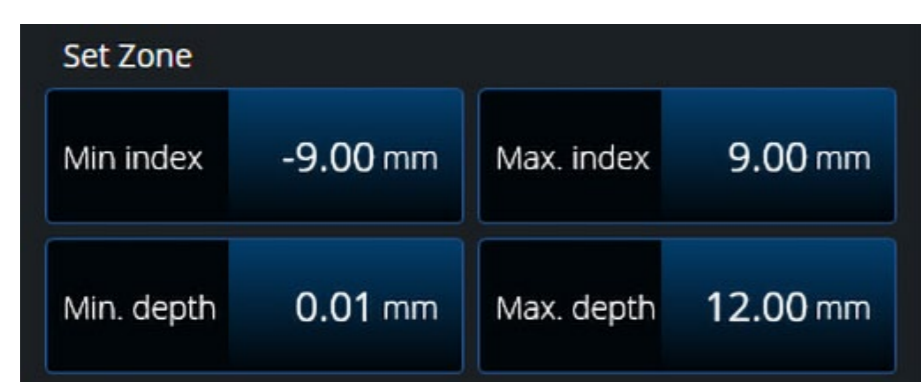 Set Zone
Min index -9.00 mm Max. index 9.00 mm
Min. depth 0.01 mm Max. depth 12.00 mm